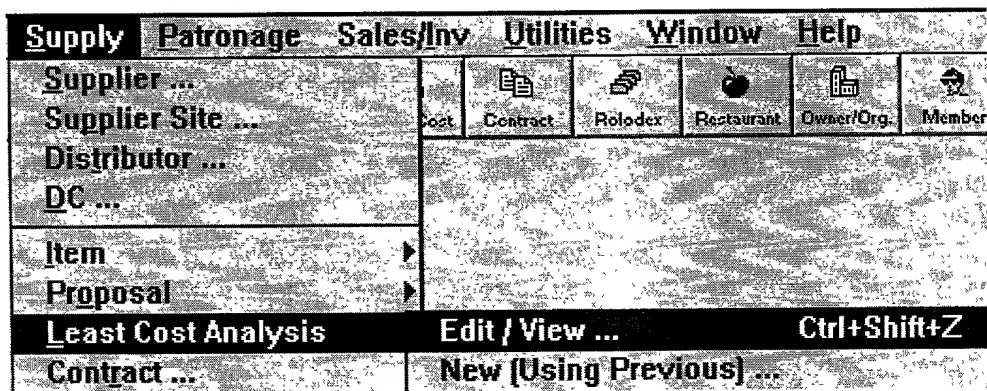 Supply Patronage Sales/Inv Utilities Window Help
Supplier ...
Supplier Site ...
Distributor ...
DC ...
Item
Proposal
Least Cost Analysis
Contract ...
Cost Contract Rolodex Restaurant Owner/Org. Member
Edit / View ... Ctrl+Shift+Z
New (Using Previous) ...